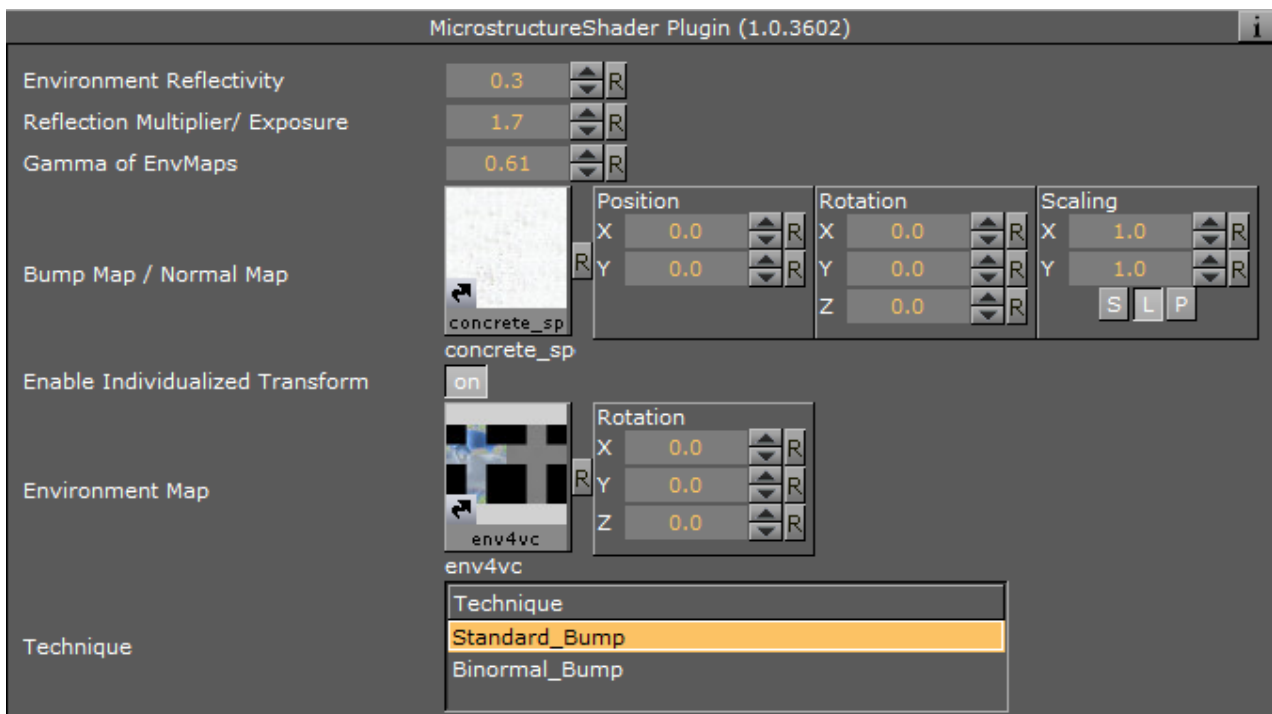 MicrostructureShader Plugin (1.0.3602) i
Environment Reflectivity 0.3 R
Reflection Multiplier/ Exposure 1.7 R
Gamma of EnvMaps 0.61 R
Bump Map / Normal Map
concrete_sp
R
Position
X 0.0 R
Y 0.0 R
Rotation
X 0.0 R
Y 0.0 R
Z 0.0 R
Scaling
X 1.0 R
Y 1.0 R
S L P
concrete_sp
Enable Individualized Transform on
Environment Map
env4vc
R
Rotation
X 0.0 R
Y 0.0 R
Z 0.0 R
env4vc
Technique
Technique
Standard_Bump
Binormal_Bump